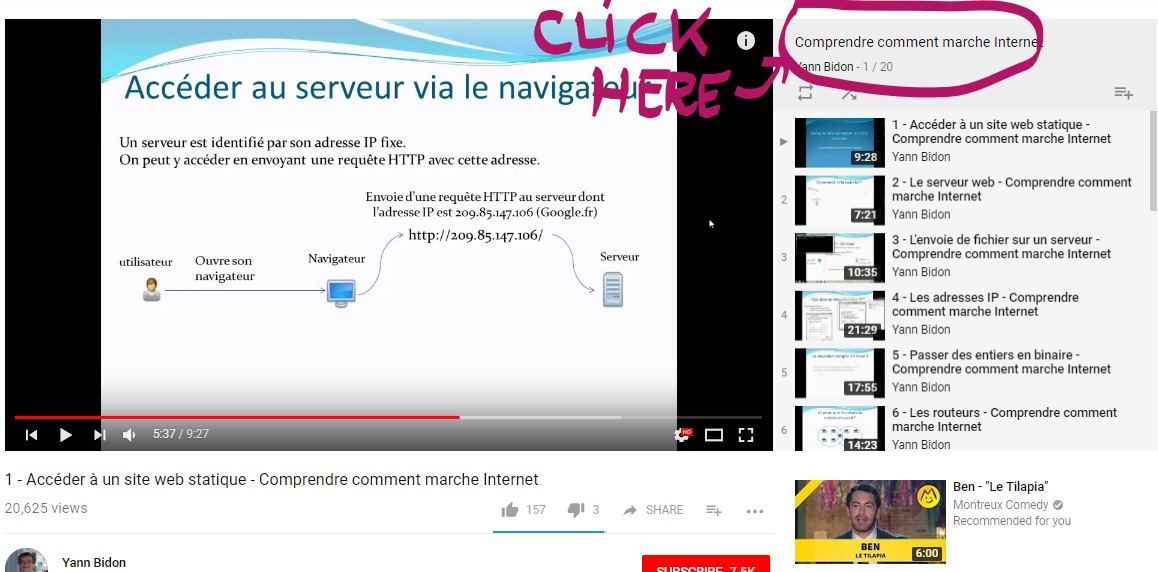 CLICK
HERE
Accéder au serveur via le navigateur
Un serveur est identifié par son adresse IP fixe.
On peut y accéder en envoyant une requête HTTP avec cette adresse.
Envoie d'une requête HTTP au serveur dont
l'adresse IP est 209.85.147.106 (Google.fr)
http://209.85.147.106/
utilisateur
Ouvre son
navigateur
Navigateur
Serveur
5:37 / 9:27
HD
1 - Accéder à un site web statique - Comprendre comment marche Internet
20,625 views
157
3
SHARE
Yann Bidon
SUBSCRIBE 7.5K
Comprendre comment marche Internet
Yann Bidon - 1 / 20
9:28
1 - Accéder à un site web statique -
Comprendre comment marche Internet
Yann Bidon
2
7:21
2 - Le serveur web - Comprendre comment
marche Internet
Yann Bidon
3
10:35
3 - L'envoie de fichier sur un serveur -
Comprendre comment marche Internet
Yann Bidon
4
21:29
4 - Les adresses IP - Comprendre
comment marche Internet
Yann Bidon
5
17:55
5 - Passer des entiers en binaire -
Comprendre comment marche Internet
Yann Bidon
6
14:23
6 - Les routeurs - Comprendre comment
marche Internet
Yann Bidon
BEN
LE TILAPIA
6:00
Ben - "Le Tilapia"
Montreux Comedy
Recommended for you